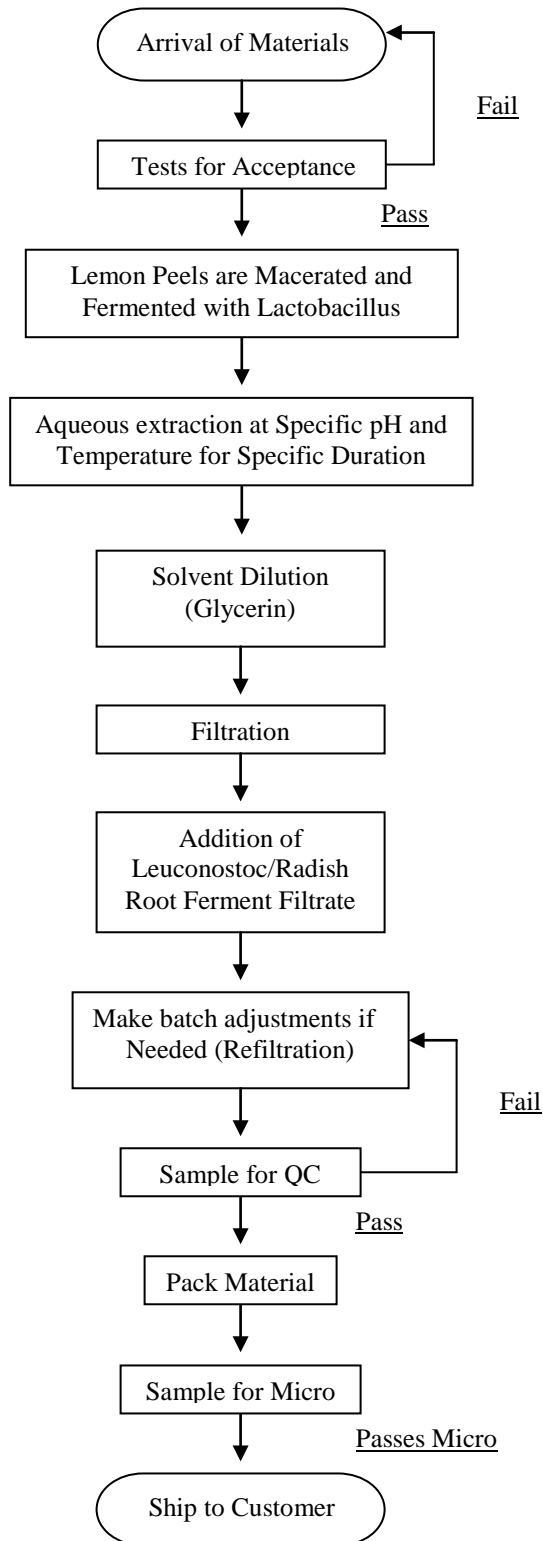 Arrival of Materials
Fail
Tests for Acceptance
Pass
Lemon Peels are Macerated and
Fermented with Lactobacillus
Aqueous extraction at Specific pH and
Temperature for Specific Duration
Solvent Dilution
(Glycerin)
Filtration
Addition of
Leuconostoc/Radish
Root Ferment Filtrate
Make batch adjustments if
Needed (Refiltration)
Fail
Sample for QC
Pass
Pack Material
Sample for Micro
Passes Micro
Ship to Customer